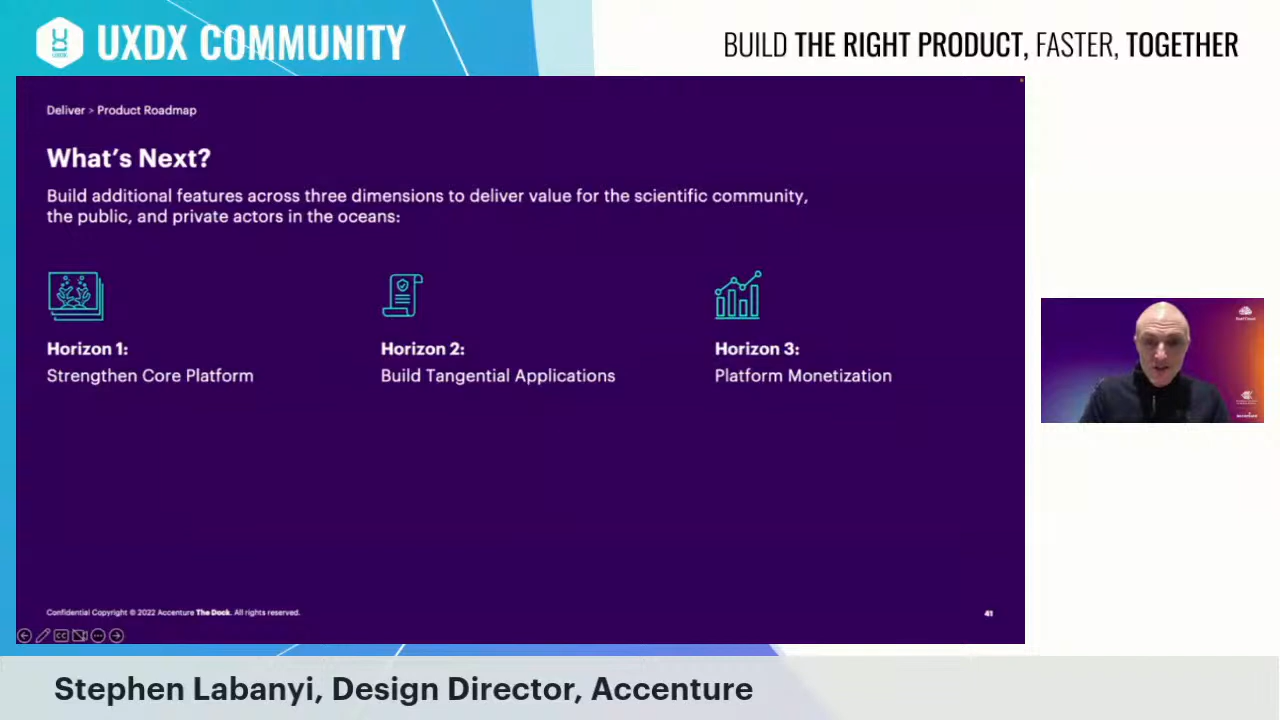 UXDX COMMUNITY
BUILD THE RIGHT PRODUCT, FASTER, TOGETHER
Deliver > Product Roadmap
What's Next?
Build additional features across three dimensions to deliver value for the scientific community,
the public, and private actors in the oceans:
Horizon 1:
Strengthen Core Platform
Horizon 2:
Build Tangential Applications
Horizon 3:
Platform Monetization
Confidential Copyright © 2022 Accenture The Dock. All rights reserved.
41
Stephen Labanyi, Design Director, Accenture